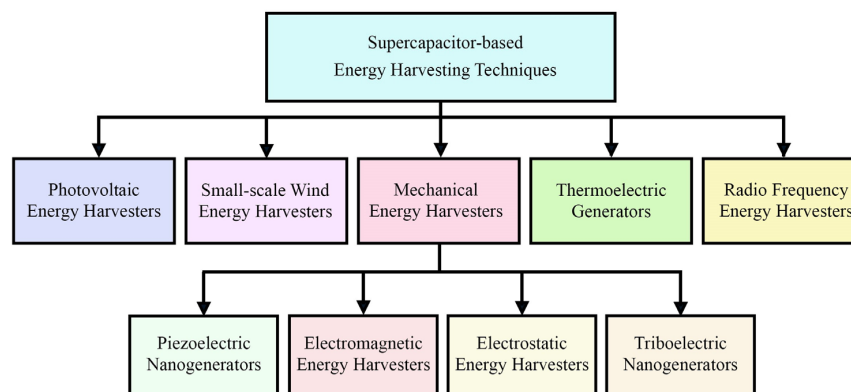 Supercapacitor-based
Energy Harvesting Techniques
Photovoltaic
Energy Harvesters
Small-scale Wind
Energy Harvesters
Mechanical
Energy Harvesters
Thermoelectric
Generators
Radio Frequency
Energy Harvesters
Piezoelectric
Nanogenerators
Electromagnetic
Energy Harvesters
Electrostatic
Energy Harvesters
Triboelectric
Nanogenerators